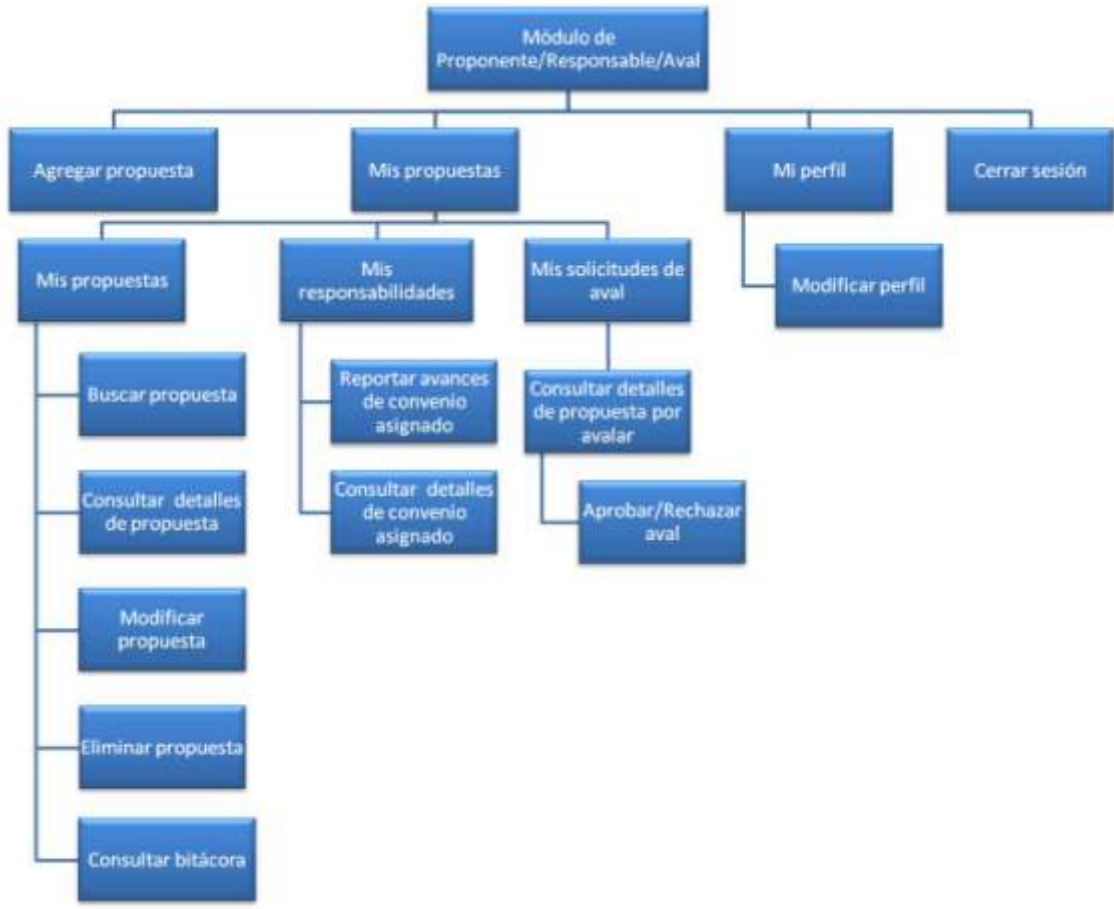 Módulo de
Proponente/Responsable/Aval
Agregar propuesta
Mis propuestas
Mi perfil
Cerrar sesión
Mis propuestas
Mis
responsabilidades
Mis solicitudes de
aval
Modificar perfil
Buscar propuesta
Reportar avances
de convenio
asignado
Consultar detalles
de propuesta por
avalar
Consultar detalles
de propuesta
Consultar detalles
de convenio
asignado
Aprobar/Rechazar
aval
Modificar
propuesta
Eliminar propuesta
Consultar bitácora